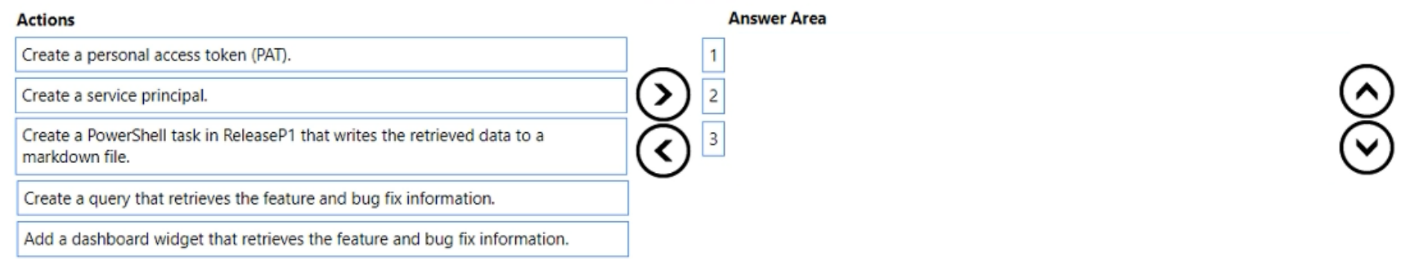 Actions
Answer Area
Create a personal access token (PAT).
1
Create a service principal.
2
Create a PowerShell task in ReleaseP1 that writes the retrieved data to a
markdown file.
3
Create a query that retrieves the feature and bug fix information.
Add a dashboard widget that retrieves the feature and bug fix information.